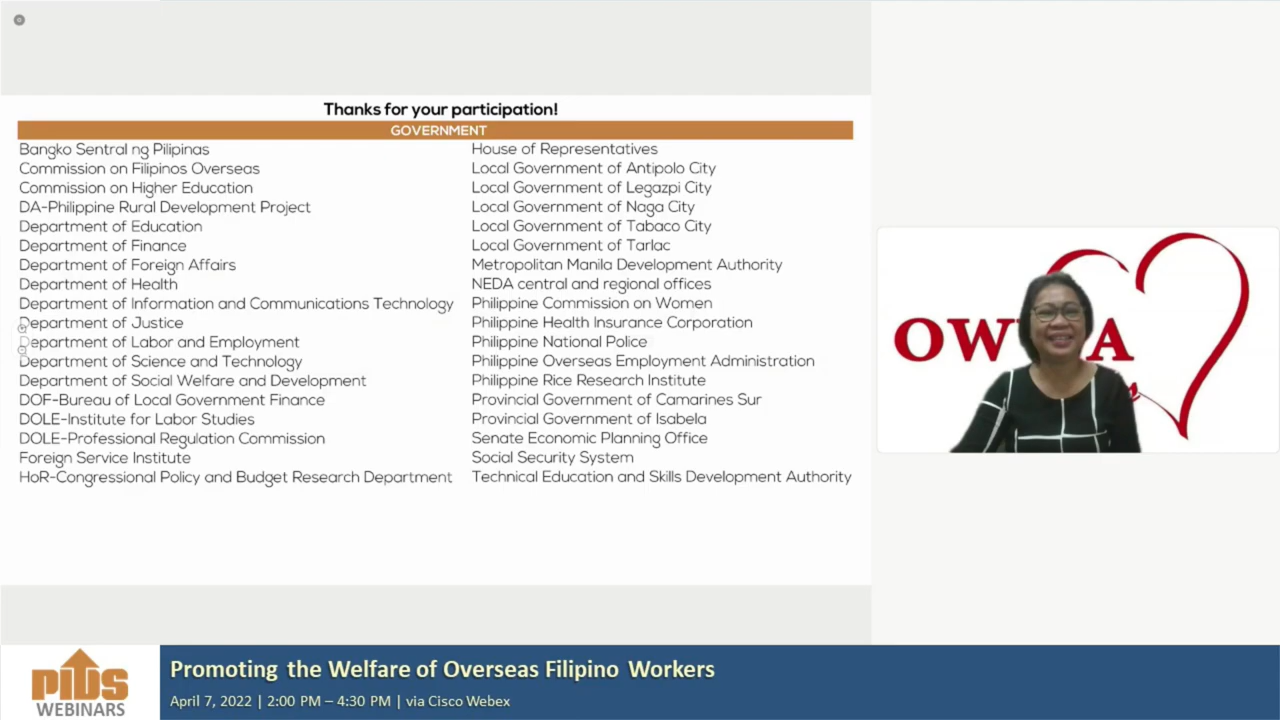 Thanks for your participation!
GOVERNMENT
Bangko Sentral ng Pilipinas
Commission on Filipinos Overseas
Commission on Higher Education
DA-Philippine Rural Development Project
Department of Education
Department of Finance
Department of Foreign Affairs
Department of Health
Department of Information and Communications Technology
Department of Justice
Department of Labor and Employment
Department of Science and Technology
Department of Social Welfare and Development
DOF-Bureau of Local Government Finance
DOLE-Institute for Labor Studies
DOLE-Professional Regulation Commission
Foreign Service Institute
HoR-Congressional Policy and Budget Research Department
House of Representatives
Local Government of Antipolo City
Local Government of Legazpi City
Local Government of Naga City
Local Government of Tabaco City
Local Government of Tarlac
Metropolitan Manila Development Authority
NEDA central and regional offices
Philippine Commission on Women
Philippine Health Insurance Corporation
Philippine National Police
Philippine Overseas Employment Administration
Philippine Rice Research Institute
Provincial Government of Camarines Sur
Provincial Government of Isabela
Senate Economic Planning Office
Social Security System
Technical Education and Skills Development Authority
OW A
PIDS
WEBINARS
Promoting the Welfare of Overseas Filipino Workers
April 7, 2022 | 2:00 PM – 4:30 PM | via Cisco Webex